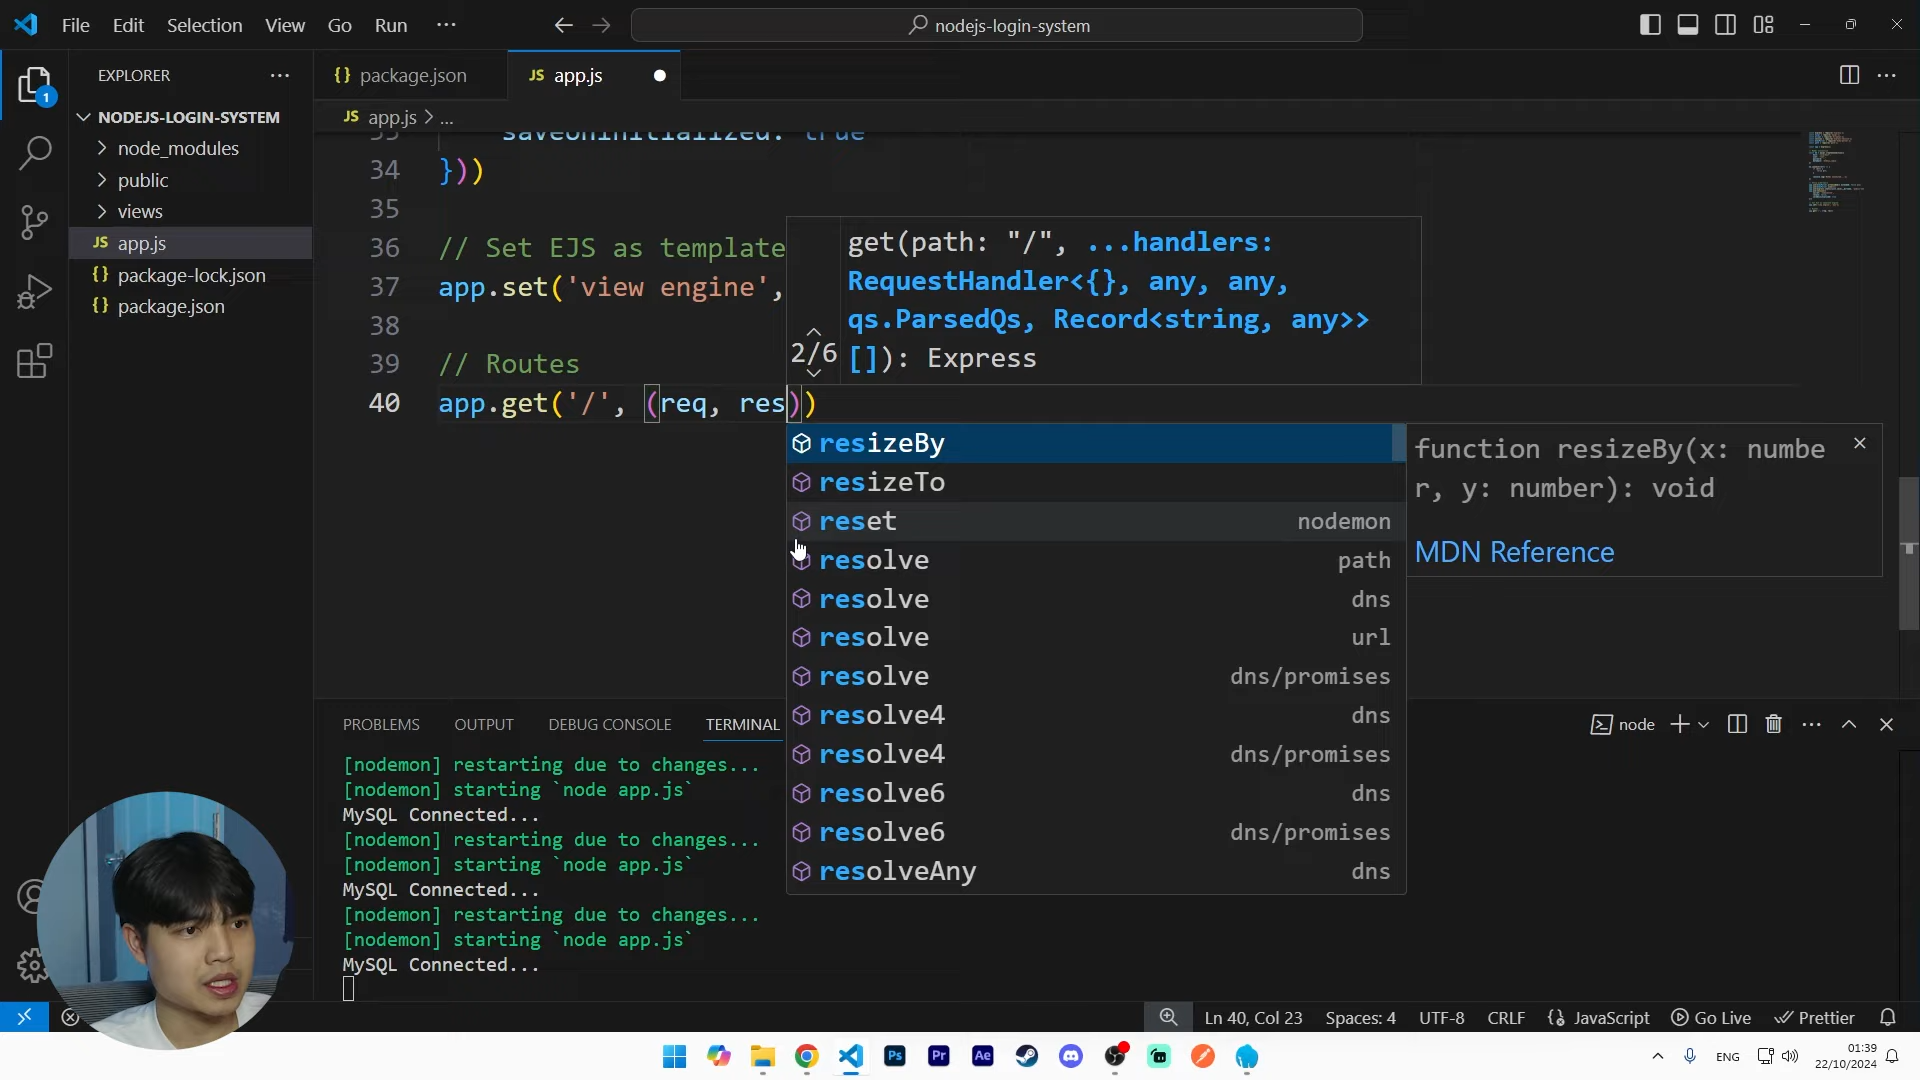 File Edit Selection View Go Run ···
nodejs-login-system
EXPLORER
1
NODEJS-LOGIN-SYSTEM
node_modules
public
views
JS app.js
{} package-lock.json
{} package.json
{} package.json
JS app.js
JS app.js > ...
33 saveUninitialized: true
34 }))
35
36 // Set EJS as template
37 app.set('view engine',
38
39 // Routes
40 app.get('/', (req, res))
get(path: "/", ...handlers:
RequestHandler<{}, any, any,
qs.ParsedQs, Record<string, any>>
2/6 []): Express
resizeBy
resizeTo
reset nodemon
resolve path
resolve dns
resolve url
resolve dns/promises
resolve4 dns
resolve4 dns/promises
resolve6 dns
resolve6 dns/promises
resolveAny dns
function resizeBy(x: numbe
r, y: number): void
MDN Reference
PROBLEMS OUTPUT DEBUG CONSOLE TERMINAL
node
[nodemon] restarting due to changes...
[nodemon] starting `node app.js`
MySQL Connected...
[nodemon] restarting due to changes...
[nodemon] starting `node app.js`
MySQL Connected...
[nodemon] restarting due to changes...
[nodemon] starting `node app.js`
MySQL Connected...
Ln 40, Col 23 Spaces: 4 UTF-8 CRLF {} JavaScript Go Live Prettier
Ps Pr Ae
ENG
01:39
22/10/2024